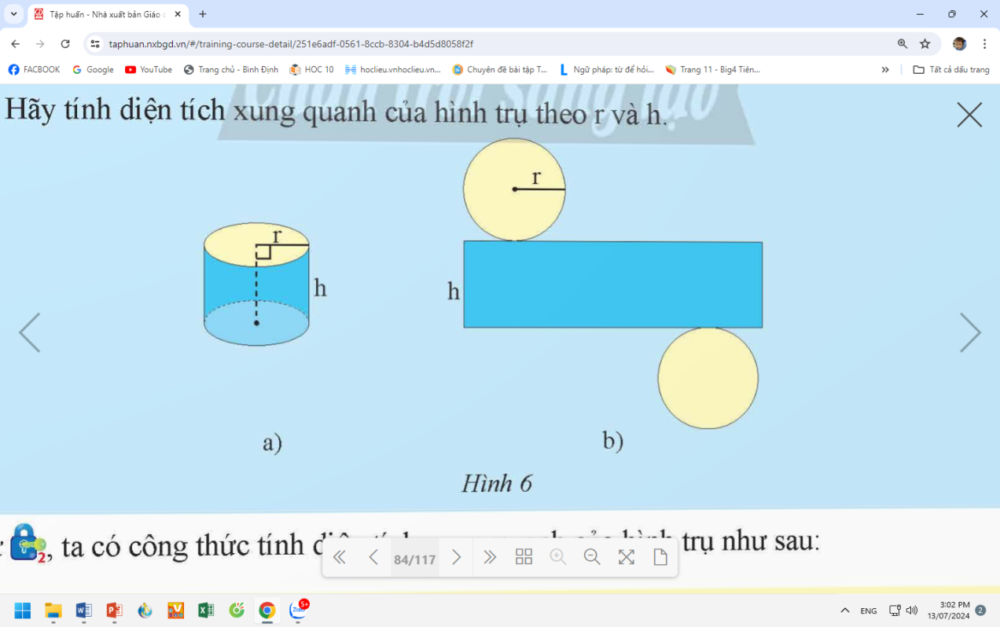 Tập huấn - Nhà xuất bản Giáo
taphuan.nxbgd.vn/#/training-course-detail/251e6adf-0561-8ccb-8304-b4d5d8058f2f
FACBOOK Google YouTube Trang chủ - Bình Định HOC 10 hoclieu.vnhoclieu.vn... Chuyên đề bài tập T... Ngữ pháp: từ để hỏi... Trang 11 - Big4 Tiên... » Tất cả dấu trang
Hãy tính diện tích xung quanh của hình trụ theo r và h.
r
r
h
h
a)
b)
Hình 6
2, ta có công thức tính trụ như sau:
84/117
5+
Zalo
ENG
3:02 PM
13/07/2024
2